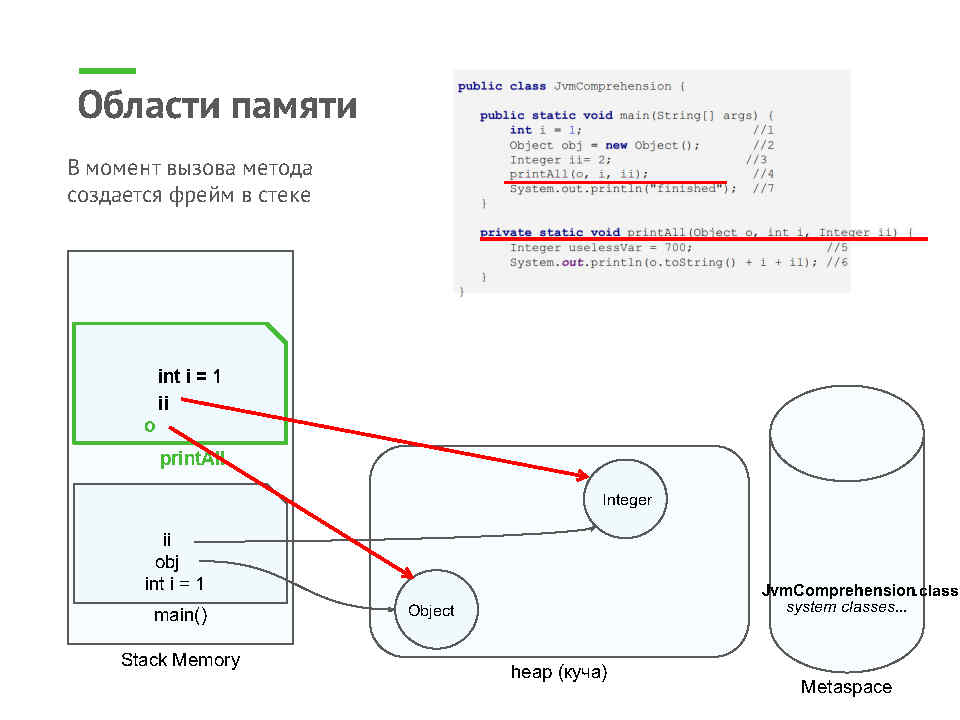 Области памяти
В момент вызова метода
создается фрейм в стеке
public class JvmComprehension {
public static void main(String[] args) {
int i = 1; //1
Object obj = new Object(); //2
Integer ii= 2; //3
printAll(o, i, ii); //4
System.out.println("finished"); //7
}
private static void printAll(Object o, int i, Integer ii) {
Integer uselessVar = 700; //5
System.out.println(o.toString() + i + ii); //6
}
}
int i = 1
ii
o
printAll
ii
obj
int i = 1
main()
Stack Memory
Integer
Object
heap (куча)
JvmComprehension.class
system classes...
Metaspace